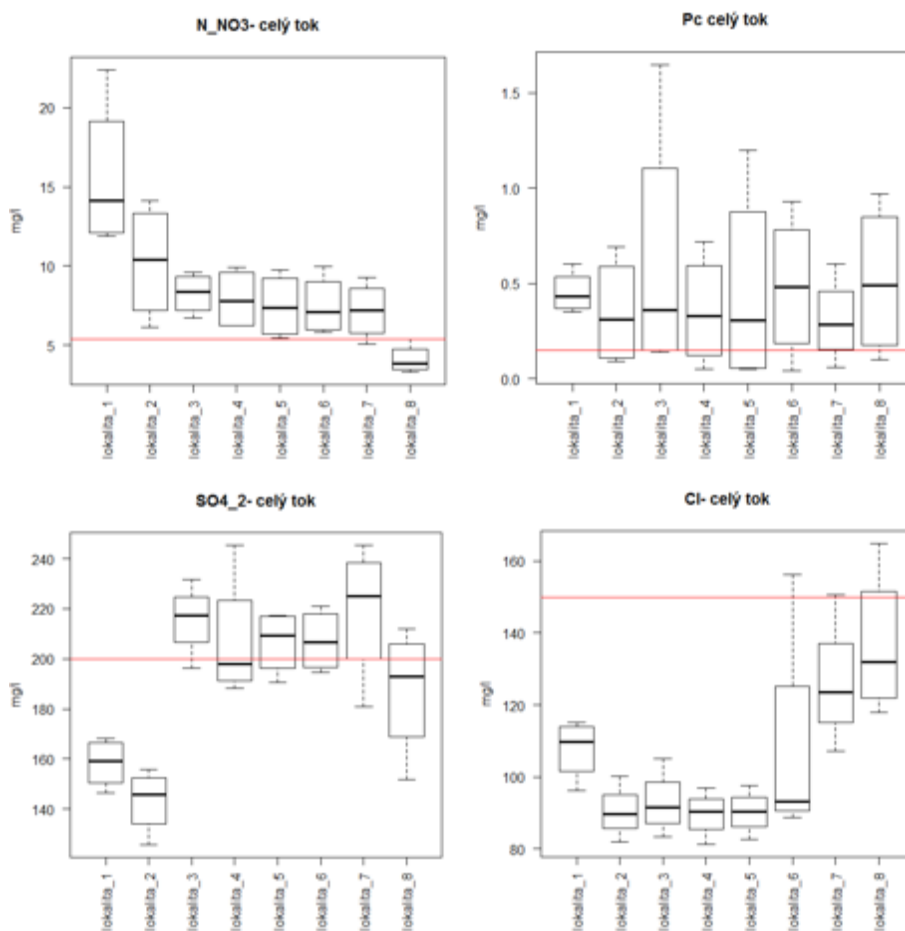 N_NO3- celý tok
mg/l
20
15
10
5
lokalita_1
lokalita_2
lokalita_3
lokalita_4
lokalita_5
lokalita_6
lokalita_7
lokalita_8
Pc celý tok
mg/l
1.5
1.0
0.5
0.0
lokalita_1
lokalita_2
lokalita_3
lokalita_4
lokalita_5
lokalita_6
lokalita_7
lokalita_8
SO4_2- celý tok
mg/l
240
220
200
180
160
140
lokalita_1
lokalita_2
lokalita_3
lokalita_4
lokalita_5
lokalita_6
lokalita_7
lokalita_8
Cl- celý tok
mg/l
160
140
120
100
80
lokalita_1
lokalita_2
lokalita_3
lokalita_4
lokalita_5
lokalita_6
lokalita_7
lokalita_8